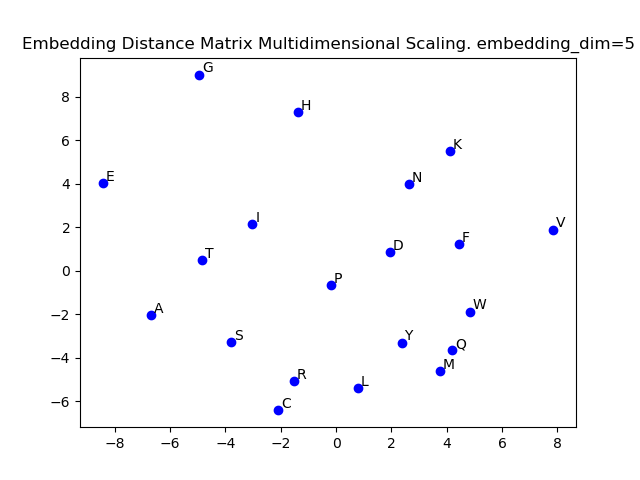 Embedding Distance Matrix Multidimensional Scaling. embedding_dim=5
G
H
8
6
K
E
N
4
I
V
2
F
D
T
0
P
A
W
−2
S
Y
Q
−4
M
R
L
C
−6
−8 −6 −4 −2 0 2 4 6 8